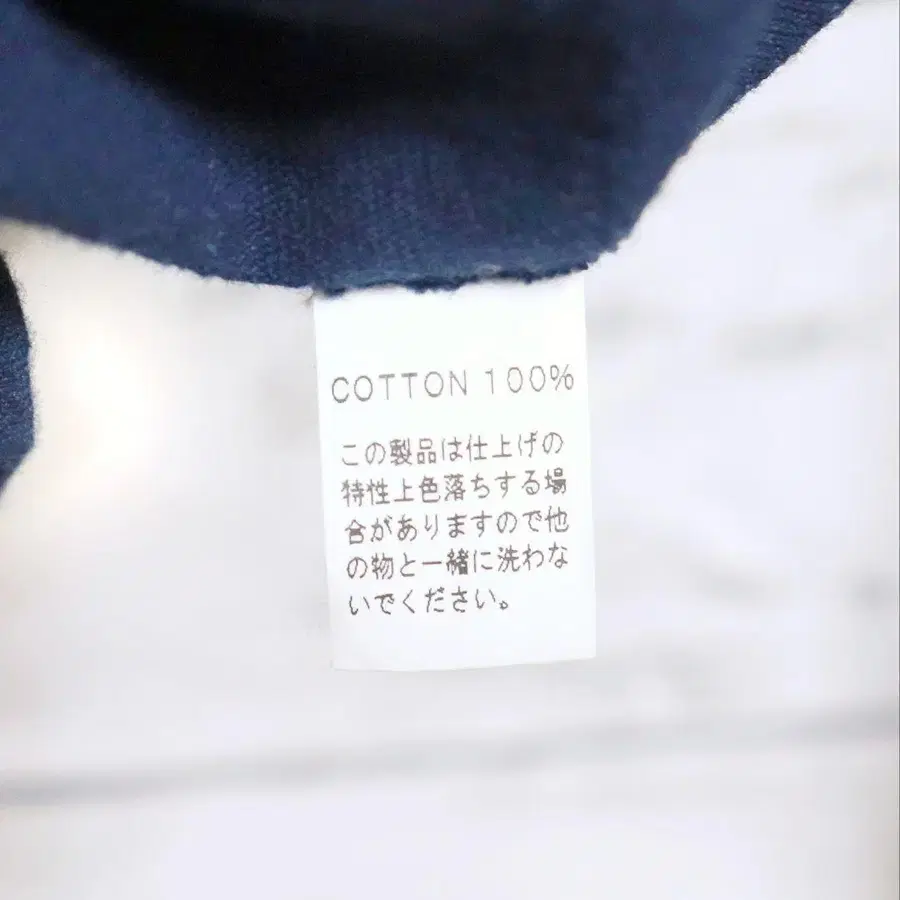 COTTON 100%
この製品は仕上げの
特性上色落ちする場
合がありますので他
の物と一緒に洗わな
いでください。